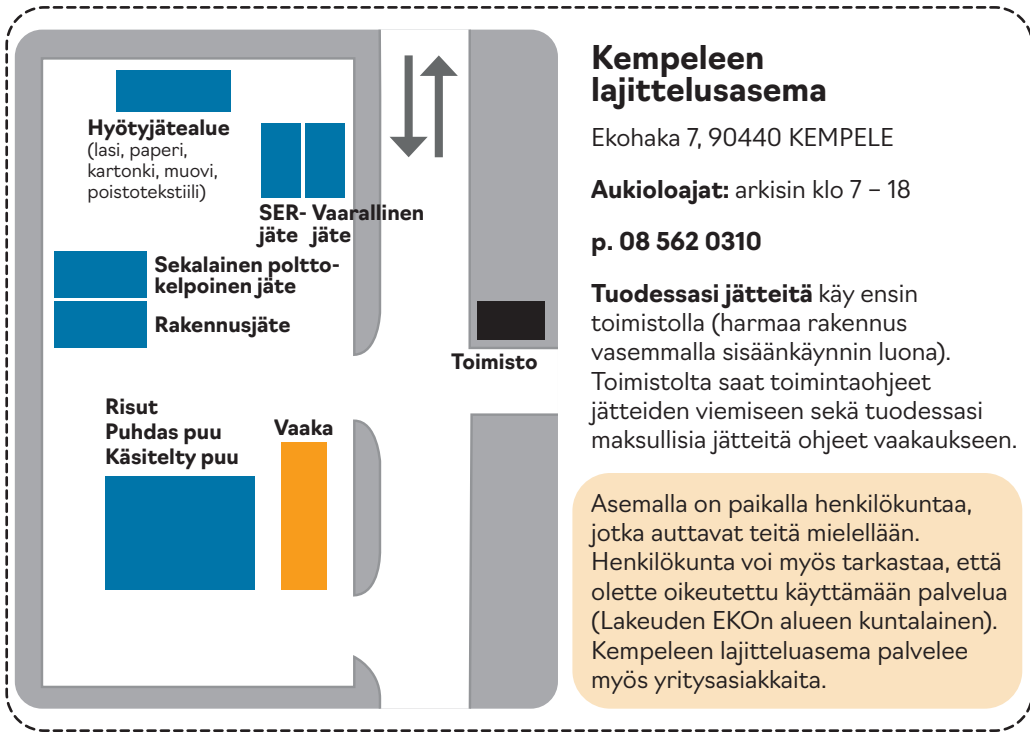 Hyötyjätealue
(lasi, paperi,
kartonki, muovi,
poistotekstiili)
SER-
jäte
Vaarallinen
jäte
Sekalainen poltto-
kelpoinen jäte
Rakennusjäte
Toimisto
Risut
Puhdas puu
Käsitelty puu
Vaaka
Kempeleen
lajittelusasema
Ekohaka 7, 90440 KEMPELE
Aukioloajat: arkisin klo 7 – 18
p. 08 562 0310
Tuodessasi jätteitä käy ensin
toimistolla (harmaa rakennus
vasemmalla sisäänkäynnin luona).
Toimistolta saat toimintaohjeet
jätteiden viemiseen sekä tuodessasi
maksullisia jätteitä ohjeet vaakaukseen.
Asemalla on paikalla henkilökuntaa,
jotka auttavat teitä mielellään.
Henkilökunta voi myös tarkastaa, että
olette oikeutettu käyttämään palvelua
(Lakeuden EKOn alueen kuntalainen).
Kempeleen lajitteluasema palvelee
myös yritysasiakkaita.